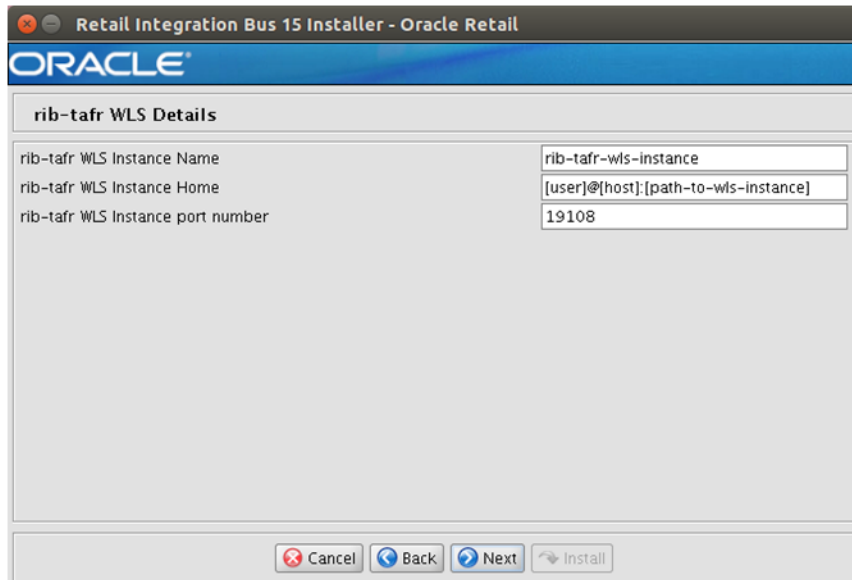 Retail Integration Bus 15 Installer - Oracle Retail
ORACLE®
rib-tafr WLS Details
rib-tafr WLS Instance Name rib-tafr-wls-instance
rib-tafr WLS Instance Home [user]@[host]:[path-to-wls-instance]
rib-tafr WLS Instance port number 19108
Cancel Back Next Install